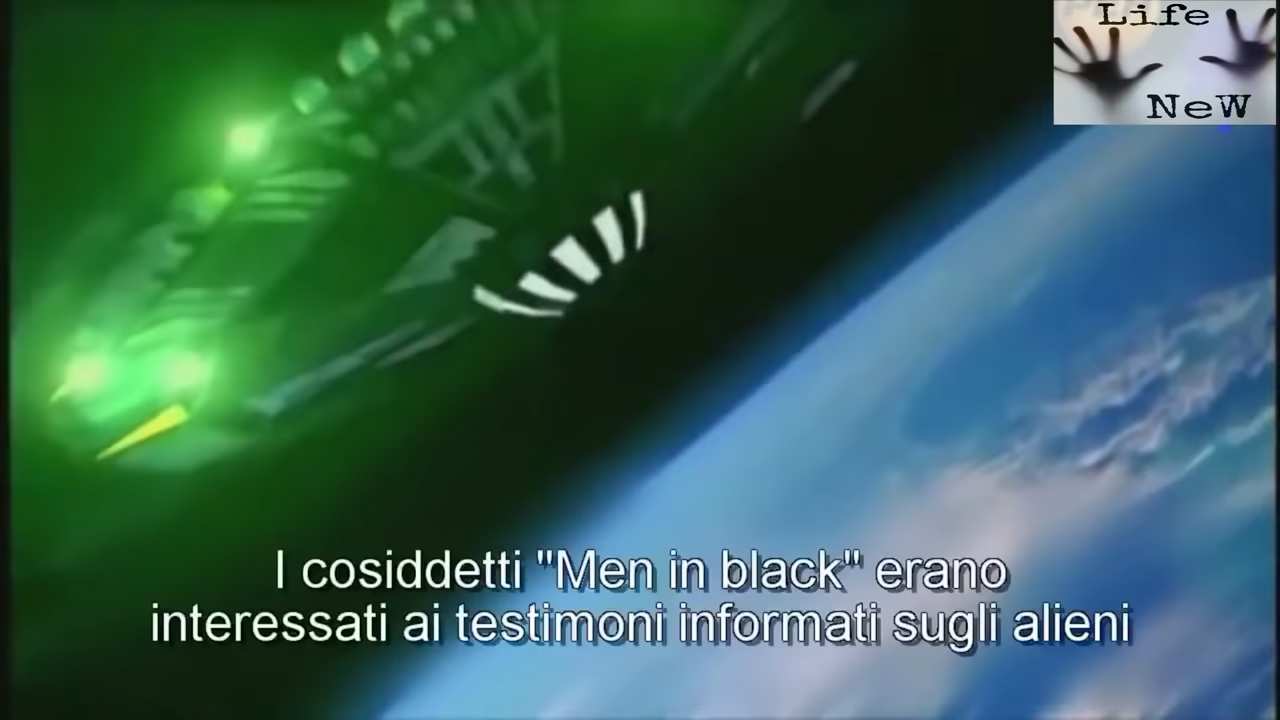 Life
NeW
I cosiddetti "Men in black" erano
interessati ai testimoni informati sugli alieni